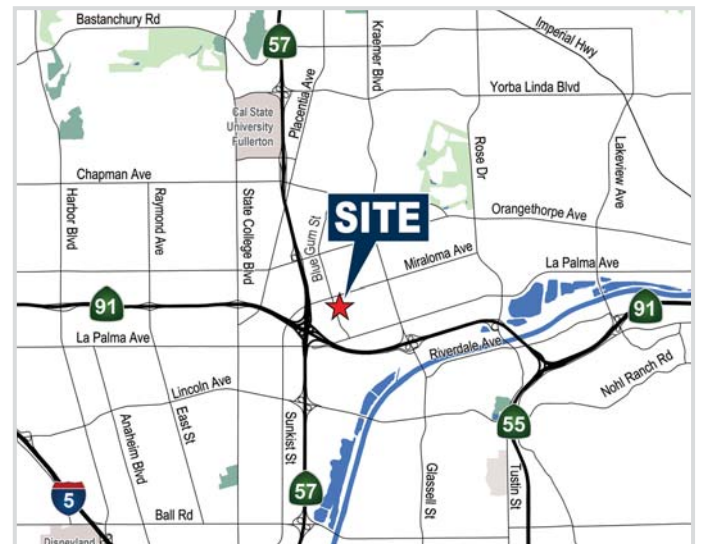 Bastanchury Rd
57
Kraemer Blvd
Imperial Hwy
Placentia Ave
Yorba Linda Blvd
Cal State
University
Fullerton
Chapman Ave
Harbor Blvd
Raymond Ave
State College Blvd
Rose Dr
Lakeview Ave
SITE
Orangethorpe Ave
Blue Gum St
Miraloma Ave
La Palma Ave
91
91
La Palma Ave
Riverdale Ave
Nohl Ranch Rd
Lincoln Ave
East St
Anaheim Blvd
Sunkist St
55
Glassell St
Tustin St
57
5
Ball Rd
Disneyland